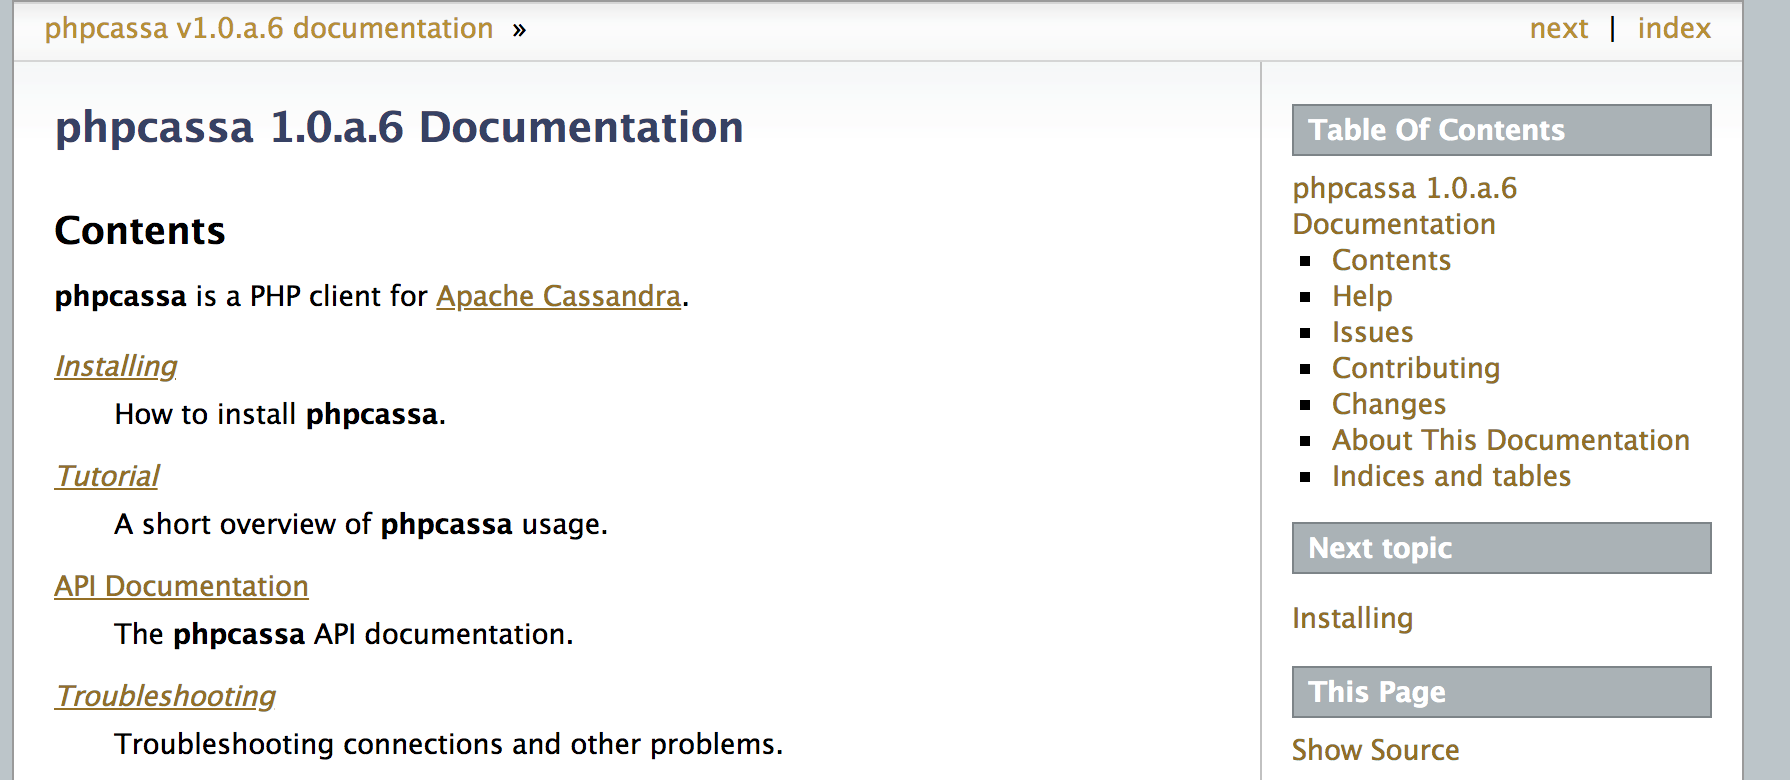 phpcassa v1.0.a.6 documentation »
next | index
phpcassa 1.0.a.6 Documentation
Contents
phpcassa is a PHP client for Apache Cassandra.
Installing
How to install phpcassa.
Tutorial
A short overview of phpcassa usage.
API Documentation
The phpcassa API documentation.
Troubleshooting
Troubleshooting connections and other problems.
Table Of Contents
phpcassa 1.0.a.6
Documentation
Contents
Help
Issues
Contributing
Changes
About This Documentation
Indices and tables
Next topic
Installing
This Page
Show Source